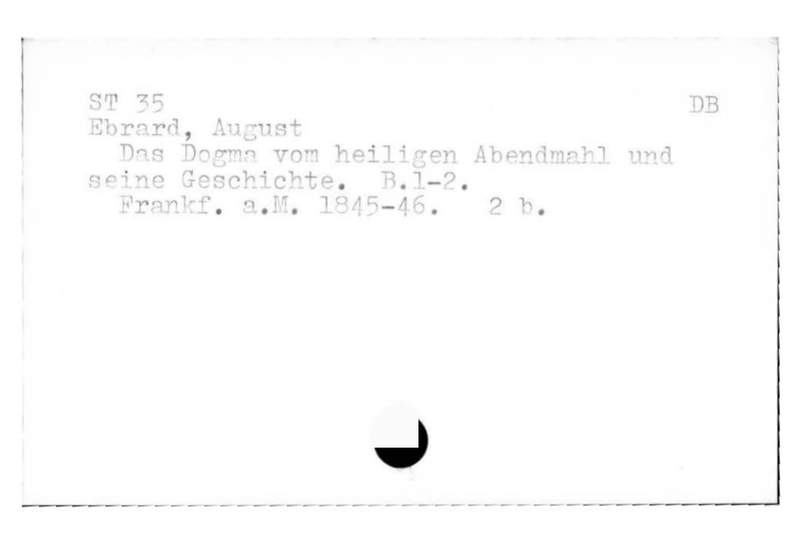 ST 35 DB
Ebrard, August
Das Dogma vom heiligen Abendmahl und
seine Geschichte. B.1-2.
Frankf. a.M. 1845-46. 2 b.